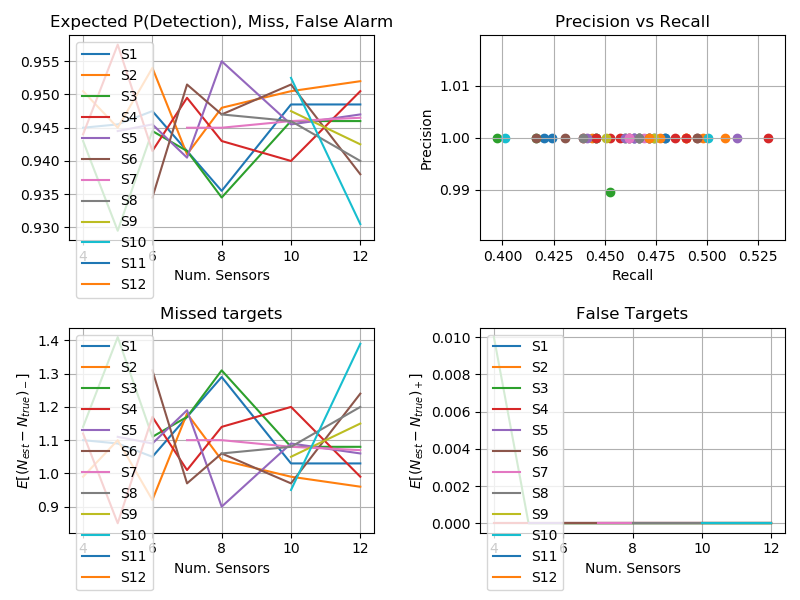 Expected P(Detection), Miss, False Alarm
0.955
0.950
0.945
0.940
0.935
0.930
S1
S2
S3
S4
S5
S6
S7
S8
S9
S10
S11
S12
4
6
8
10
12
Num. Sensors
Precision vs Recall
Precision
1.01
1.00
0.99
0.400
0.425
0.450
0.475
0.500
0.525
Recall
Missed targets
E[(N_est − N_true)_−]
1.4
1.3
1.2
1.1
1.0
0.9
S1
S2
S3
S4
S5
S6
S7
S8
S9
S10
S11
S12
4
6
8
10
12
Num. Sensors
False Targets
E[(N_est − N_true)_+]
0.010
0.008
0.006
0.004
0.002
0.000
S1
S2
S3
S4
S5
S6
S7
S8
S9
S10
S11
S12
4
6
8
10
12
Num. Sensors